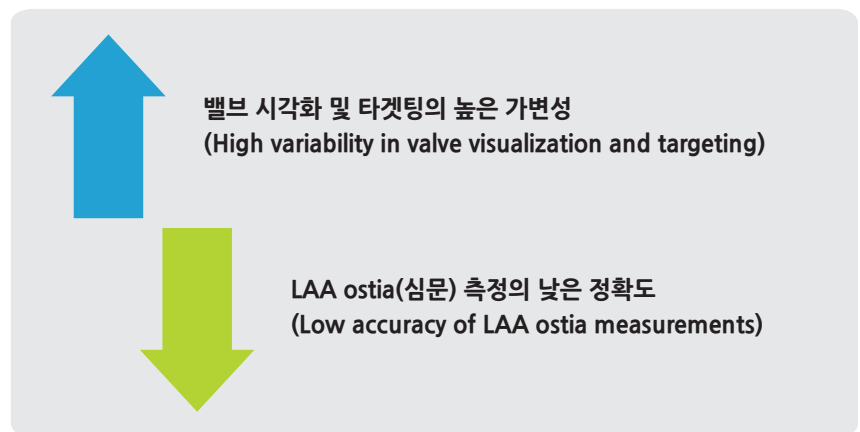 밸브 시각화 및 타겟팅의 높은 가변성
(High variability in valve visualization and targeting)
LAA ostia(심문) 측정의 낮은 정확도
(Low accuracy of LAA ostia measurements)